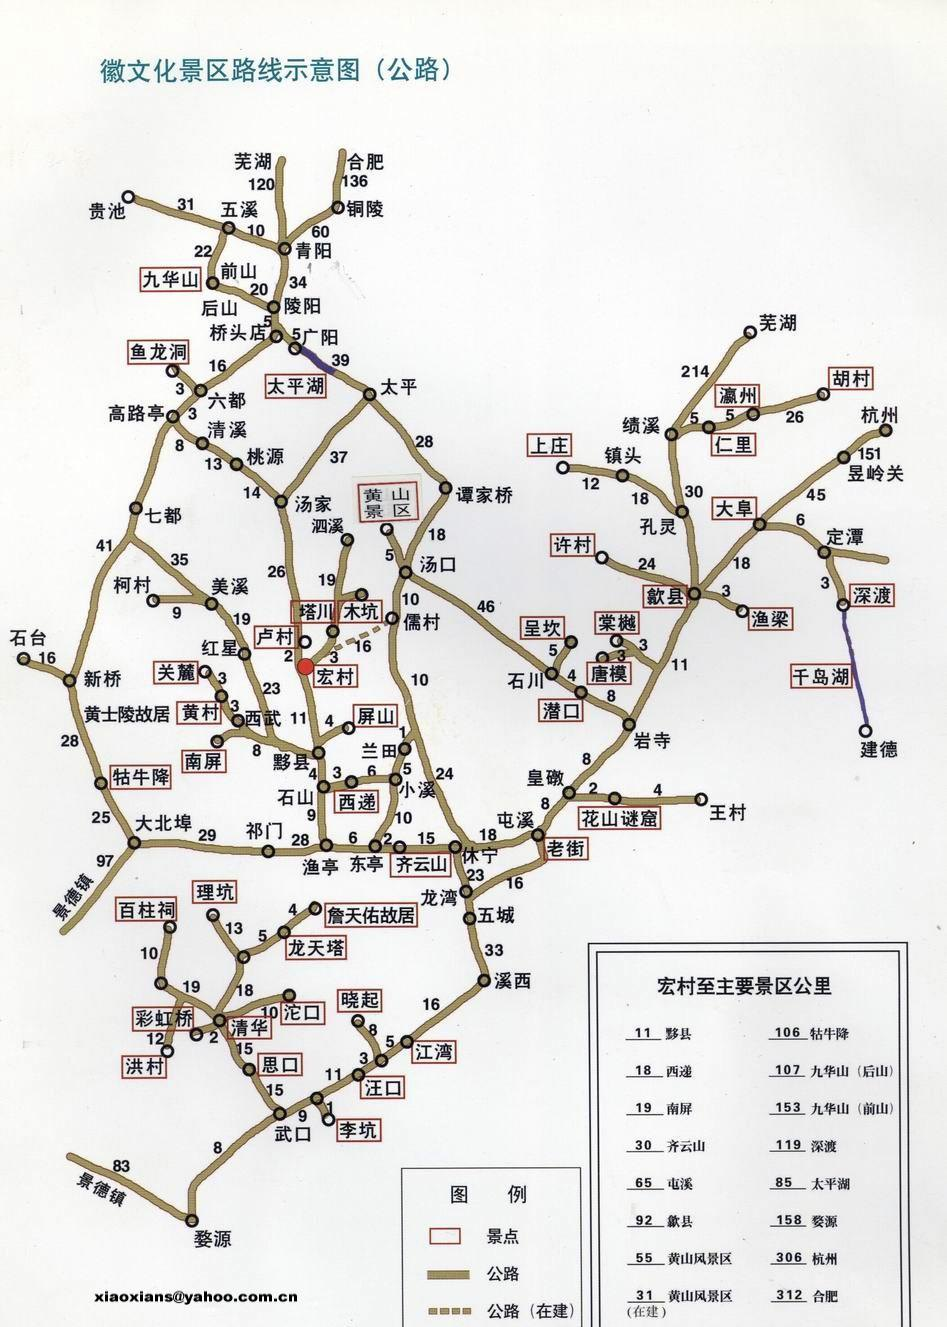 徽文化景区路线示意图（公路）
芜湖
合肥
120
136
31
贵池
五溪
铜陵
10
60
22
青阳
九华山
前山
34
20
后山
陵阳
5
桥头店
5
广阳
鱼龙洞
16
39
太平湖
太平
3
六都
高路亭
3
清溪
8
13
桃源
28
37
14
汤家
谭家桥
黄山
景区
泗溪
18
七都
5
汤口
41
35
26
19
10
46
柯村
美溪
9
塔川
木坑
儒村
19
卢村
16
石台
16
红星
2
3
宏村
新桥
关麓
3
10
23
黄士陵故居
黄村
3
西武
11
4
屏山
南屏
8
黟县
兰田
1
28
4
3
6
5
小溪
24
牯牛降
石山
西递
25
9
10
大北埠
29
祁门
28
6
2
15
18
渔亭
东亭
齐云山
休宁
97
景德镇
芜湖
214
瀛州
胡村
5
5
26
绩溪
仁里
杭州
上庄
镇头
151
昱岭关
12
18
30
45
孔灵
大阜
6
定潭
许村
24
18
3
歙县
3
渔梁
深渡
呈坎
棠樾
3
5
3
石川
唐模
11
千岛湖
4
8
潜口
岩寺
建德
8
皇墩
2
4
王村
8
花山谜窟
屯溪
老街
23
16
龙湾
五城
33
溪西
16
理坑
百柱祠
4
詹天佑故居
13
5
龙天塔
10
19
18
沱口
10
晓起
彩虹桥
清华
12
2
8
洪村
15
思口
5
江湾
3
15
11
汪口
9
1
武口
李坑
8
83
景德镇
婺源
宏村至主要景区公里
11 黟县
106 牯牛降
18 西递
107 九华山（后山）
19 南屏
153 九华山（前山）
30 齐云山
119 深渡
65 屯溪
85 太平湖
92 歙县
158 婺源
55 黄山风景区
306 杭州
31 黄山风景区
312 合肥
(在建)
图 例
景点
公路
公路（在建）
xiaoxians@yahoo.com.cn